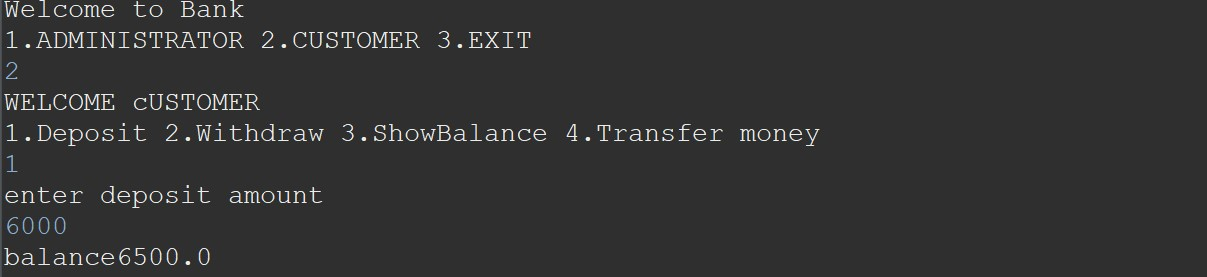 Welcome to Bank
1.ADMINISTRATOR 2.CUSTOMER 3.EXIT
2
WELCOME cUSTOMER
1.Deposit 2.Withdraw 3.ShowBalance 4.Transfer money
1
enter deposit amount
6000
balance6500.0